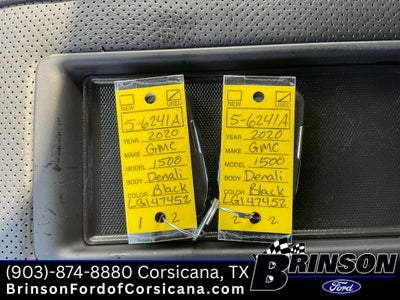 NEW USED
5-6241A
YEAR 2020
MAKE GMC
MODEL 1500
BODY Denali
COLOR Black
LG147452
1 2
NEW USED
5-6241A
YEAR 2020
MAKE GMC
MODEL 1500
BODY Denali
COLOR Black
LG147452
2 2
(903)-874-8880 Corsicana, TX
BrinsonFordofCorsicana.com
BRINSON
Ford